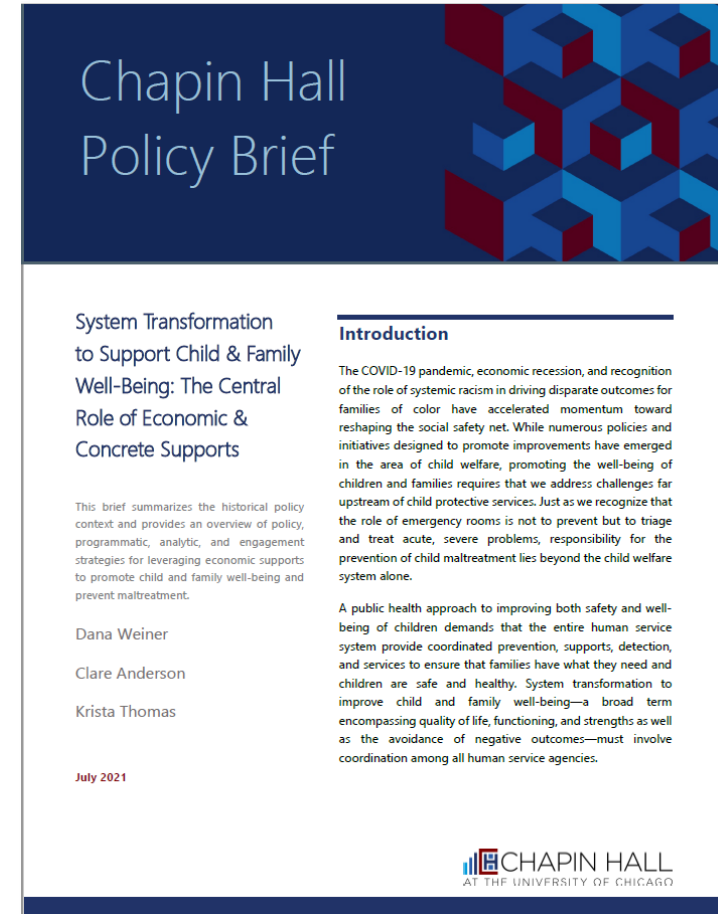 Chapin Hall
Policy Brief
System Transformation
to Support Child & Family
Well-Being: The Central
Role of Economic &
Concrete Supports
This brief summarizes the historical policy
context and provides an overview of policy,
programmatic, analytic, and engagement
strategies for leveraging economic supports
to promote child and family well-being and
prevent maltreatment.
Dana Weiner
Clare Anderson
Krista Thomas
July 2021
Introduction
The COVID-19 pandemic, economic recession, and recognition
of the role of systemic racism in driving disparate outcomes for
families of color have accelerated momentum toward
reshaping the social safety net. While numerous policies and
initiatives designed to promote improvements have emerged
in the area of child welfare, promoting the well-being of
children and families requires that we address challenges far
upstream of child protective services. Just as we recognize that
the role of emergency rooms is not to prevent but to triage
and treat acute, severe problems, responsibility for the
prevention of child maltreatment lies beyond the child welfare
system alone.
A public health approach to improving both safety and well-
being of children demands that the entire human service
system provide coordinated prevention, supports, detection,
and services to ensure that families have what they need and
children are safe and healthy. System transformation to
improve child and family well-being—a broad term
encompassing quality of life, functioning, and strengths as well
as the avoidance of negative outcomes—must involve
coordination among all human service agencies.
CHAPIN HALL
AT THE UNIVERSITY OF CHICAGO